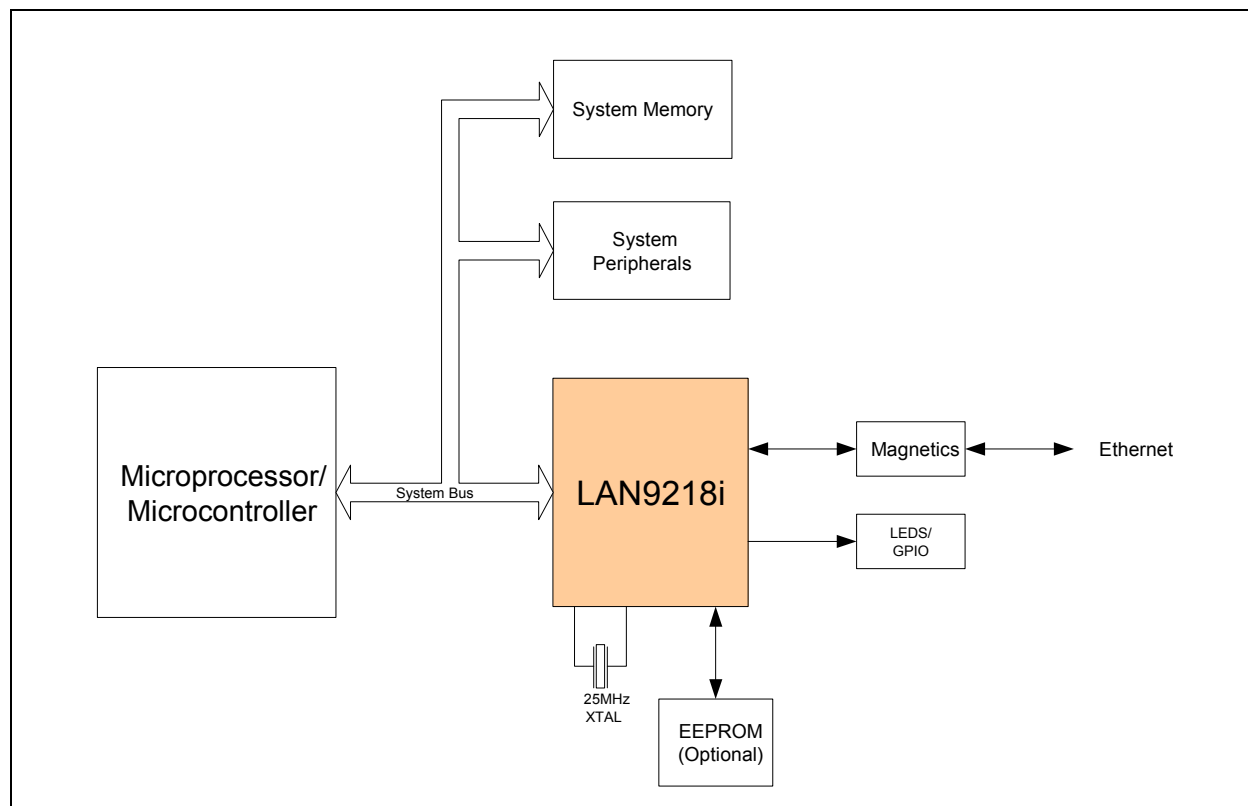 System Memory
System
Peripherals
Microprocessor/
Microcontroller
System Bus
LAN9218i
Magnetics
Ethernet
LEDS/
GPIO
25MHz
XTAL
EEPROM
(Optional)